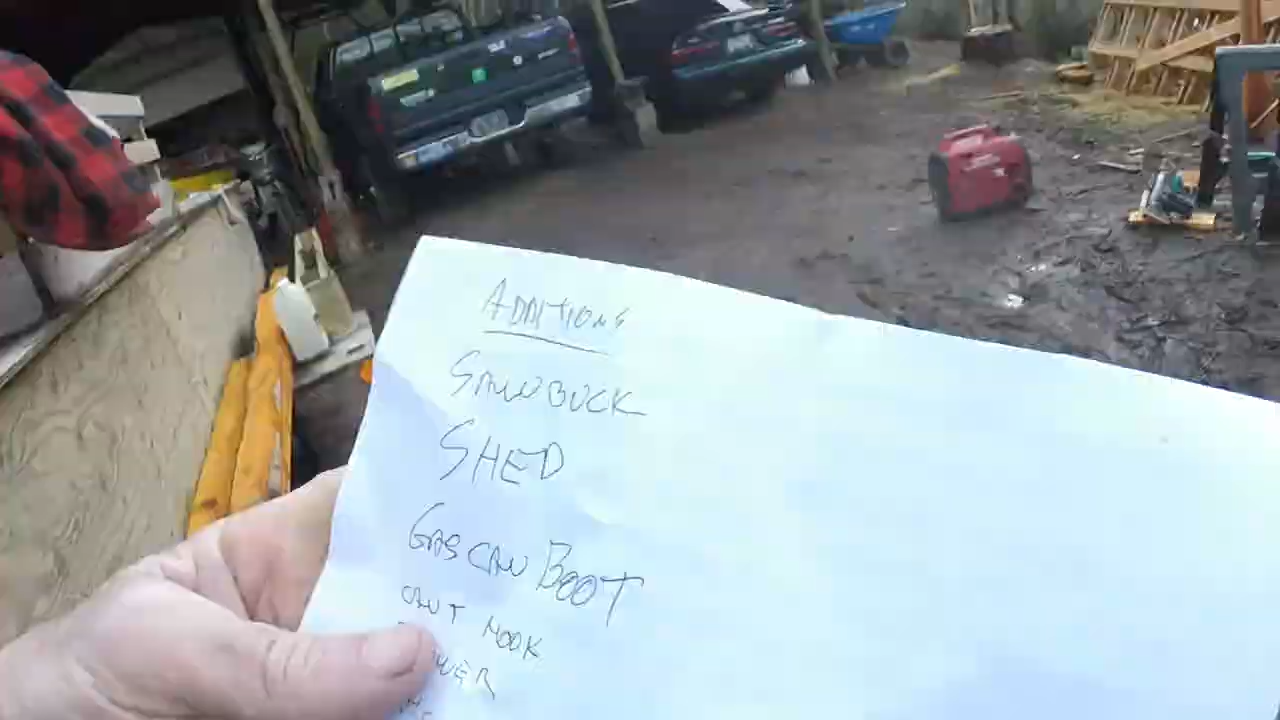 ADDITIONS
SAWBUCK
SHED
GAS CAN BOOT
CANT HOOK